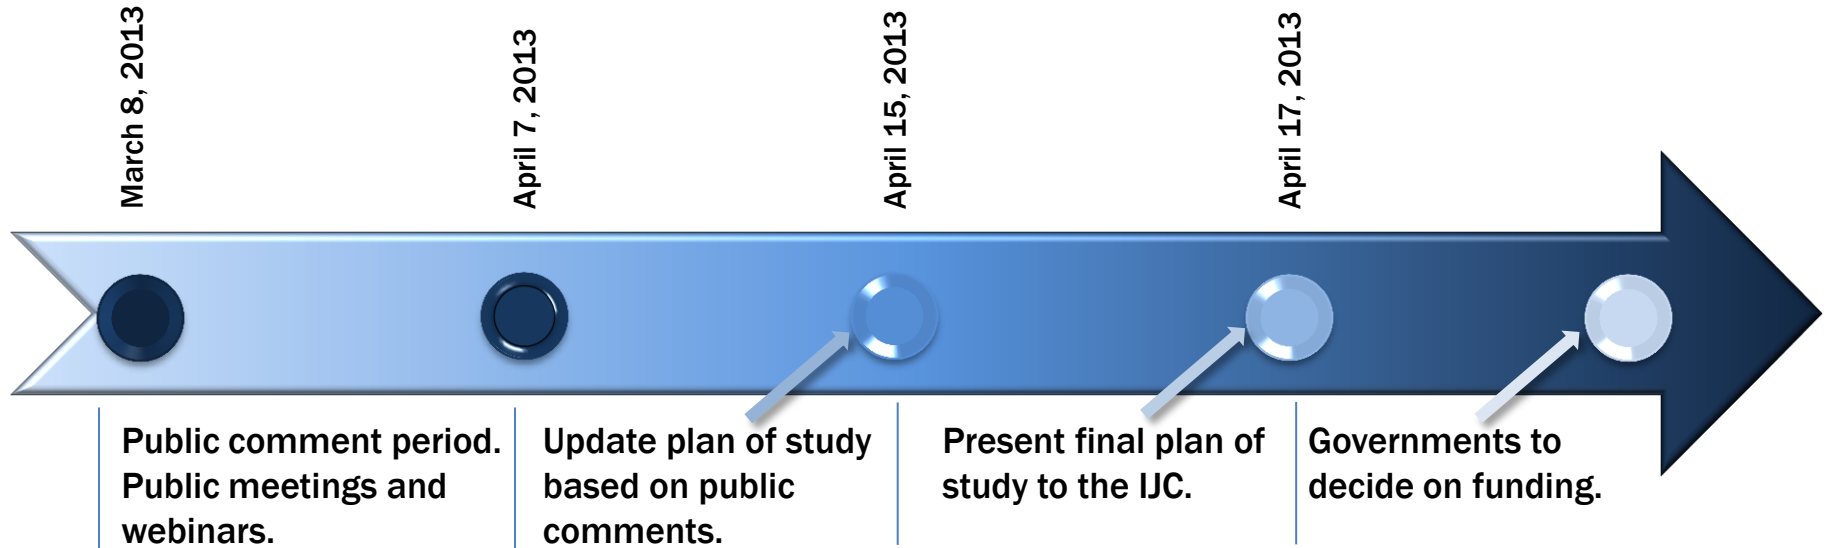 March 8, 2013
April 7, 2013
April 15, 2013
April 17, 2013
Public comment period.
Public meetings and
webinars.
Update plan of study
based on public
comments.
Present final plan of
study to the IJC.
Governments to
decide on funding.